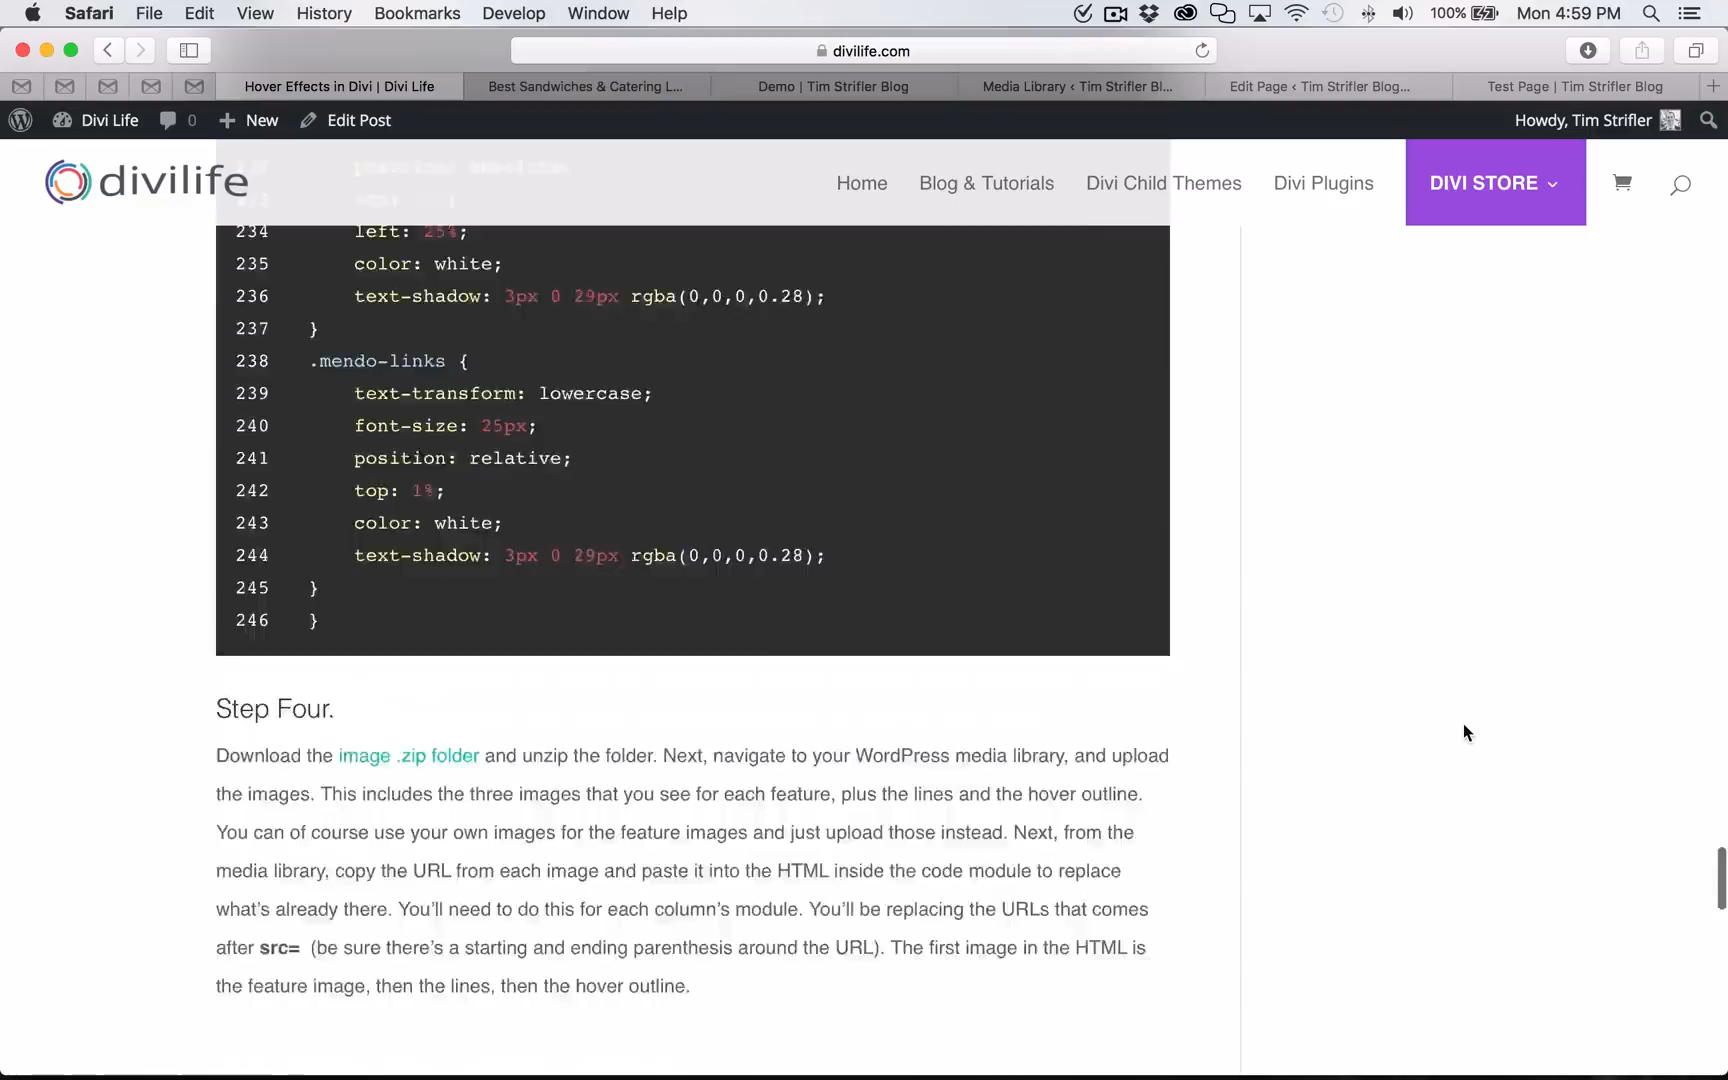 Safari File Edit View History Bookmarks Develop Window Help 100% Mon 4:59 PM
divilife.com
Hover Effects in Divi | Divi Life Best Sandwiches & Catering L... Demo | Tim Strifler Blog Media Library ‹ Tim Strifler Bl... Edit Page ‹ Tim Strifler Blog... Test Page | Tim Strifler Blog
Divi Life 0 New Edit Post Howdy, Tim Strifler
divilife Home Blog & Tutorials Divi Child Themes Divi Plugins DIVI STORE
234 left: 25%;
235 color: white;
236 text-shadow: 3px 0 29px rgba(0,0,0,0.28);
237 }
238 .mendo-links {
239 text-transform: lowercase;
240 font-size: 25px;
241 position: relative;
242 top: 1%;
243 color: white;
244 text-shadow: 3px 0 29px rgba(0,0,0,0.28);
245 }
246 }
Step Four.
Download the image .zip folder and unzip the folder. Next, navigate to your WordPress media library, and upload
the images. This includes the three images that you see for each feature, plus the lines and the hover outline.
You can of course use your own images for the feature images and just upload those instead. Next, from the
media library, copy the URL from each image and paste it into the HTML inside the code module to replace
what's already there. You'll need to do this for each column's module. You'll be replacing the URLs that comes
after src= (be sure there's a starting and ending parenthesis around the URL). The first image in the HTML is
the feature image, then the lines, then the hover outline.